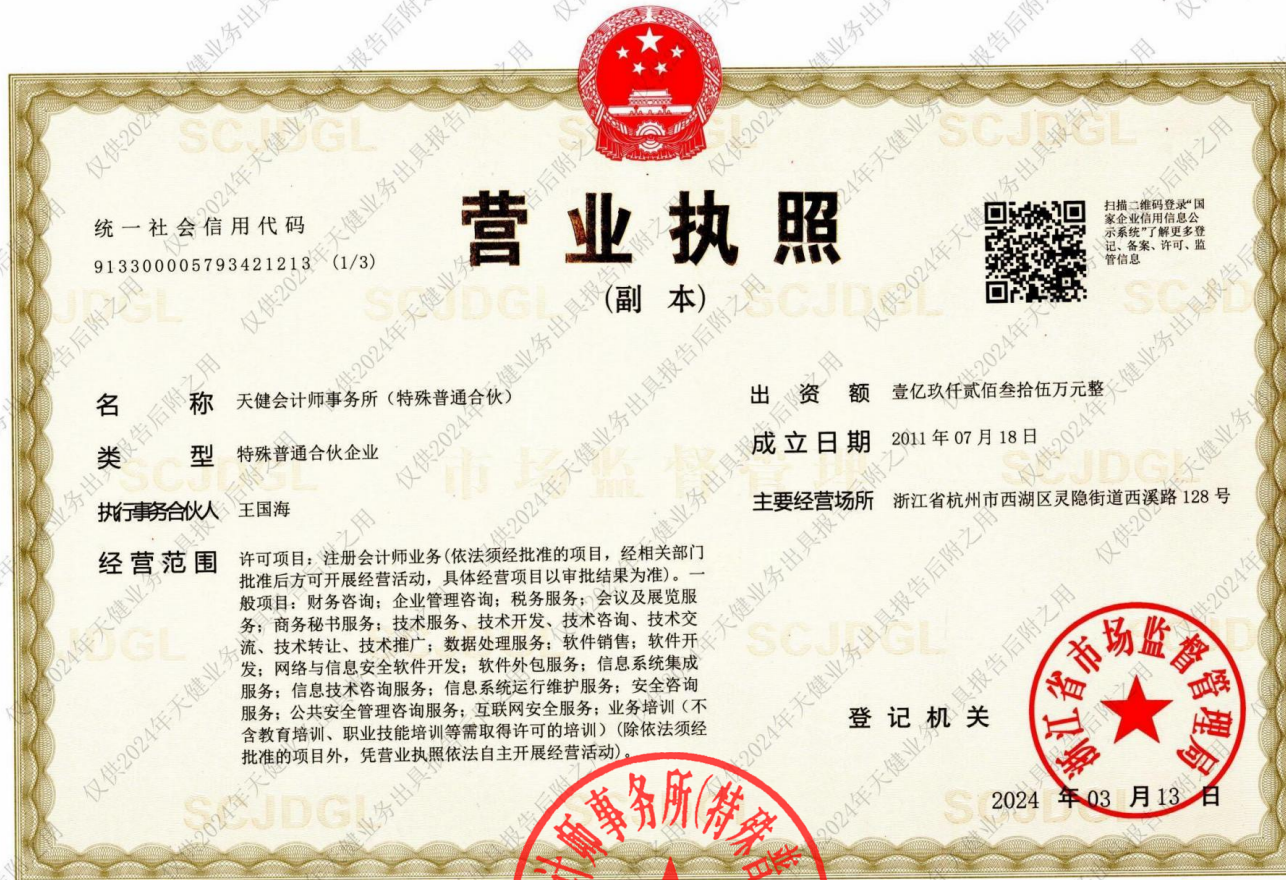 营业执照
(副 本)
统一社会信用代码
913300005793421213 (1/3)
扫描二维码登录“国
家企业信用信息公
示系统”了解更多登
记、备案、许可、监
管信息
名 称 天健会计师事务所（特殊普通合伙）
类 型 特殊普通合伙企业
执行事务合伙人 王国海
经营范围 许可项目：注册会计师业务(依法须经批准的项目，经相关部门
批准后方可开展经营活动，具体经营项目以审批结果为准)。一
般项目：财务咨询；企业管理咨询；税务服务；会议及展览服
务；商务秘书服务；技术服务、技术开发、技术咨询、技术交
流、技术转让、技术推广；数据处理服务；软件销售；软件开
发；网络与信息安全软件开发；软件外包服务；信息系统集成
服务；信息技术咨询服务；信息系统运行维护服务；安全咨询
服务；公共安全管理咨询服务；互联网安全服务；业务培训（不
含教育培训、职业技能培训等需取得许可的培训）(除依法须经
批准的项目外，凭营业执照依法自主开展经营活动)。
出 资 额 壹亿玖仟贰佰叁拾伍万元整
成立日期 2011 年 07 月 18 日
主要经营场所 浙江省杭州市西湖区灵隐街道西溪路 128 号
登记机关
浙江省市场监督管理局
2024 年 03 月 13 日
计师事务所(特殊普
市场监督管理
SCJDGL
仅供2024年天健业务出具报告后附之用